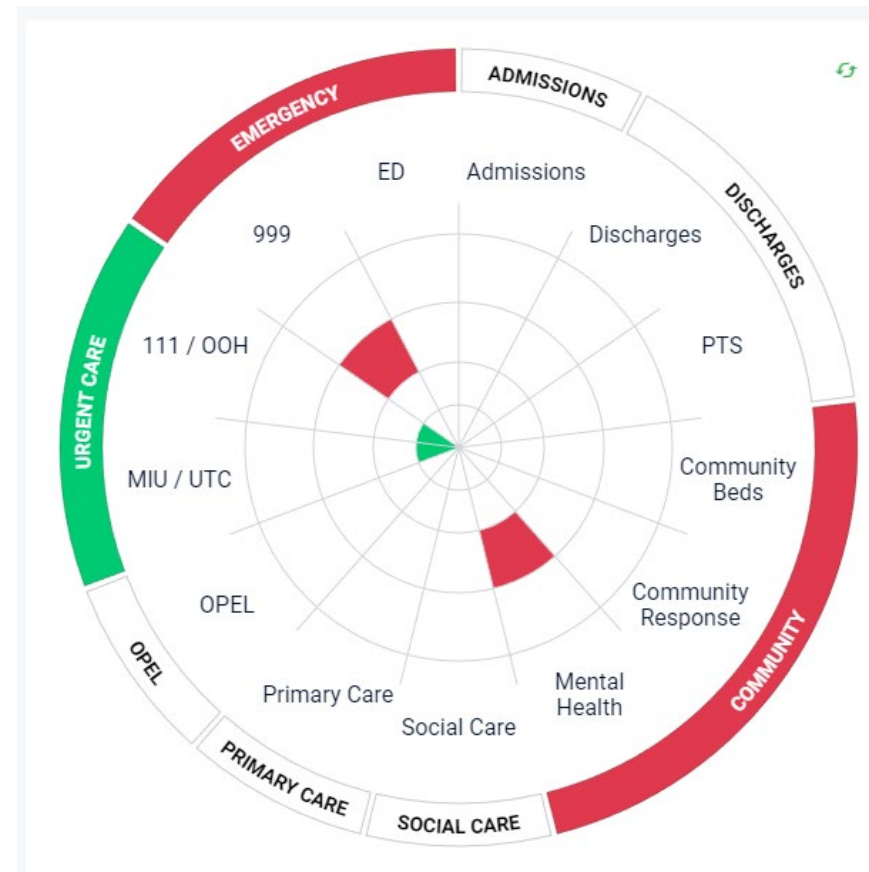 EMERGENCY
ADMISSIONS
DISCHARGES
COMMUNITY
SOCIAL CARE
PRIMARY CARE
OPEL
URGENT CARE
ED
Admissions
Discharges
PTS
Community
Beds
Community
Response
Mental
Health
Social Care
Primary Care
OPEL
MIU / UTC
111 / OOH
999